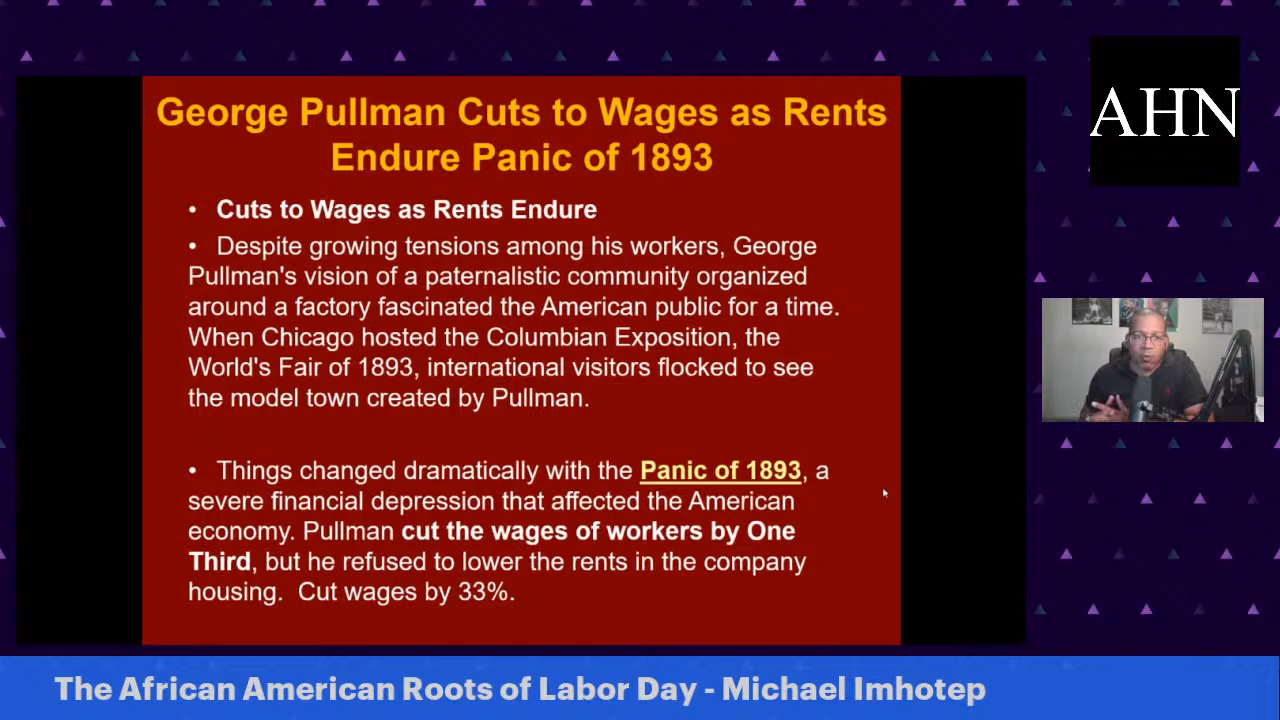 George Pullman Cuts to Wages as Rents
Endure Panic of 1893
• Cuts to Wages as Rents Endure
• Despite growing tensions among his workers, George
Pullman's vision of a paternalistic community organized
around a factory fascinated the American public for a time.
When Chicago hosted the Columbian Exposition, the
World's Fair of 1893, international visitors flocked to see
the model town created by Pullman.
• Things changed dramatically with the Panic of 1893, a
severe financial depression that affected the American
economy. Pullman cut the wages of workers by One
Third, but he refused to lower the rents in the company
housing.  Cut wages by 33%.
AHN
The African American Roots of Labor Day - Michael Imhotep